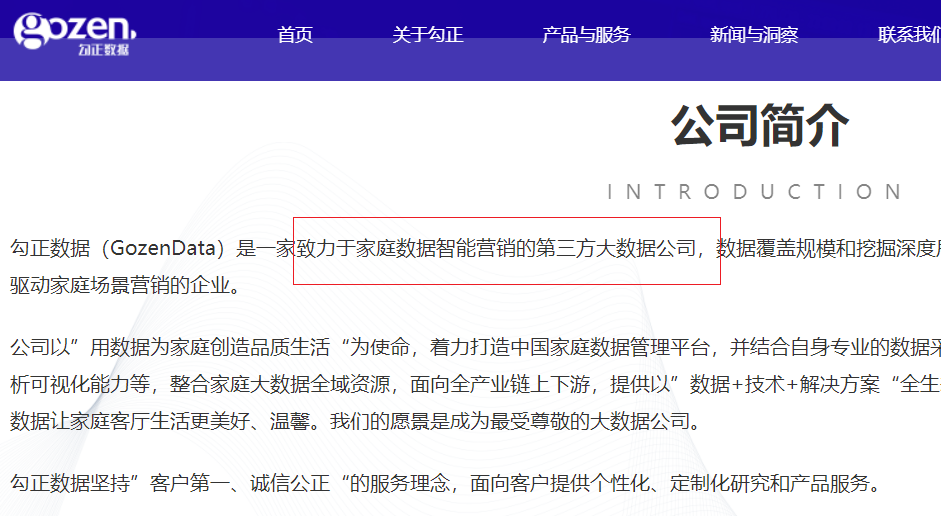 gozen.
勾正数据
首页 关于勾正 产品与服务 新闻与洞察 联系我们
公司简介
INTRODUCTION
勾正数据（GozenData）是一家致力于家庭数据智能营销的第三方大数据公司，数据覆盖规模和挖掘深度
驱动家庭场景营销的企业。
公司以”用数据为家庭创造品质生活“为使命，着力打造中国家庭数据管理平台，并结合自身专业的数据采
析可视化能力等，整合家庭大数据全域资源，面向全产业链上下游，提供以”数据+技术+解决方案“全生
数据让家庭客厅生活更美好、温馨。我们的愿景是成为最受尊敬的大数据公司。
勾正数据坚持”客户第一、诚信公正“的服务理念，面向客户提供个性化、定制化研究和产品服务。